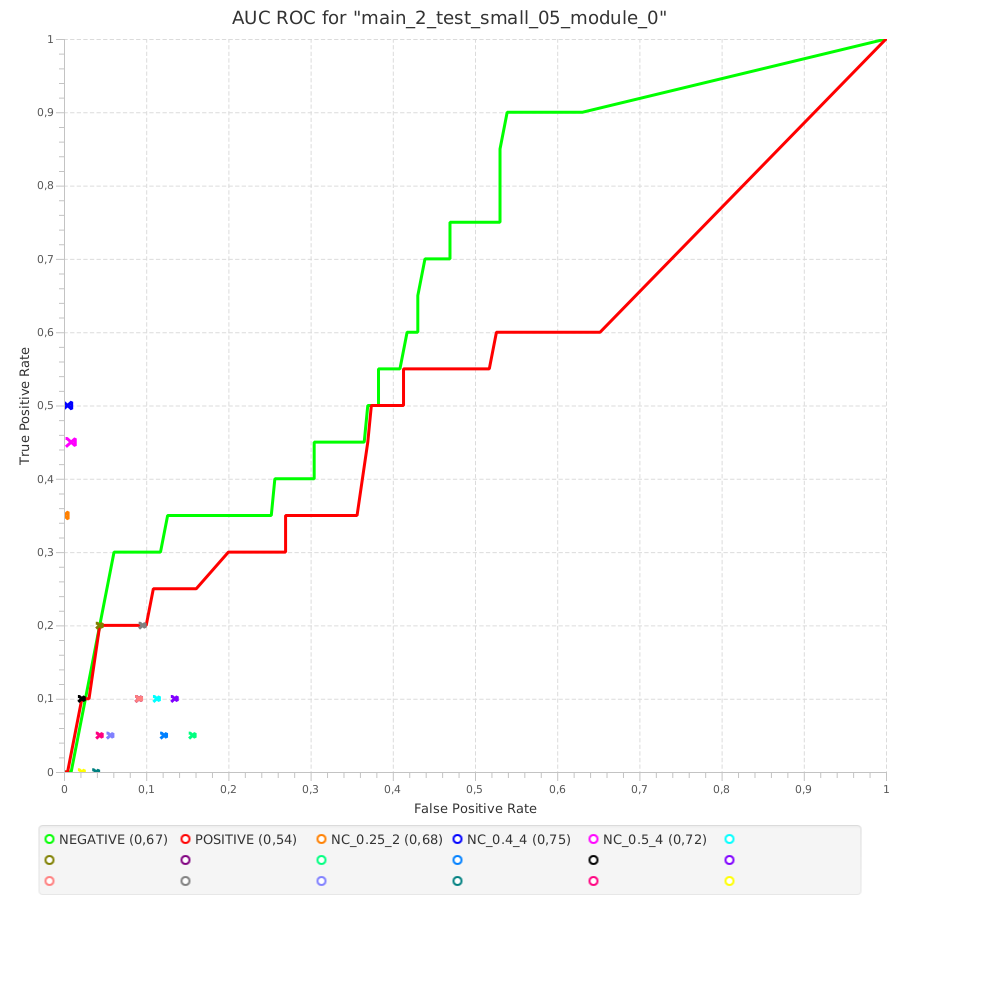 AUC ROC for "main_2_test_small_05_module_0"
1
0,9
0,8
0,7
0,6
0,5
0,4
0,3
0,2
0,1
0
True Positive Rate
0 0,1 0,2 0,3 0,4 0,5 0,6 0,7 0,8 0,9 1
False Positive Rate
NEGATIVE (0,67) POSITIVE (0,54) NC_0.25_2 (0,68) NC_0.4_4 (0,75) NC_0.5_4 (0,72)